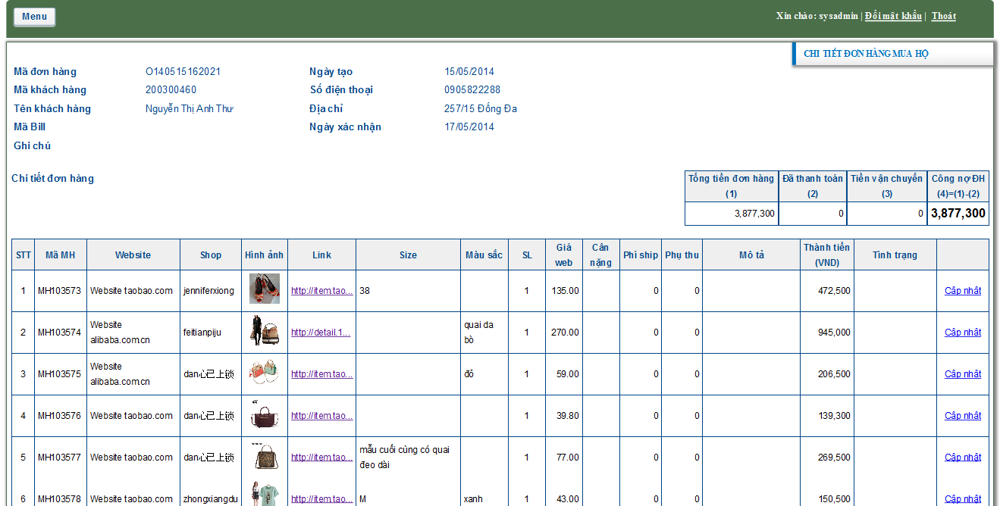 Menu
Xin chào: sysadmin | Đổi mật khẩu | Thoát
CHI TIẾT ĐƠN HÀNG MUA HỘ
Mã đơn hàng O140515162021 Ngày tạo 15/05/2014
Mã khách hàng 200300460 Số điện thoại 0905822288
Tên khách hàng Nguyễn Thị Anh Thư Địa chỉ 257/15 Đống Đa
Mã Bill Ngày xác nhận 17/05/2014
Ghi chú
Chi tiết đơn hàng
Tổng tiền đơn hàng (1) Đã thanh toán (2) Tiền vận chuyển (3) Công nợ ĐH (4)=(1)-(2)
3,877,300 0 0 3,877,300
STT Mã MH Website Shop Hình ảnh Link Size Màu sắc SL Giá web Cân nặng Phí ship Phụ thu Mô tả Thành tiền (VND) Tình trạng
1 MH103573 Website taobao.com jenniferxiong http://item.tao... 38 1 135.00 0 0 472,500 Cập nhật
2 MH103574 Website alibaba.com.cn feitianpiju http://detail.1... quai da bò 1 270.00 0 0 945,000 Cập nhật
3 MH103575 Website alibaba.com.cn dan心已上锁 http://item.tao... đỏ 1 59.00 0 0 206,500 Cập nhật
4 MH103576 Website taobao.com dan心已上锁 http://item.tao... 1 39.80 0 0 139,300 Cập nhật
5 MH103577 Website taobao.com dan心已上锁 http://item.tao... mẫu cuối cùng có quai đeo dài 1 77.00 0 0 269,500 Cập nhật
6 MH103578 Website taobao.com zhongxiangdu http://item.tao... M xanh 1 43.00 0 0 150,500 Cập nhật